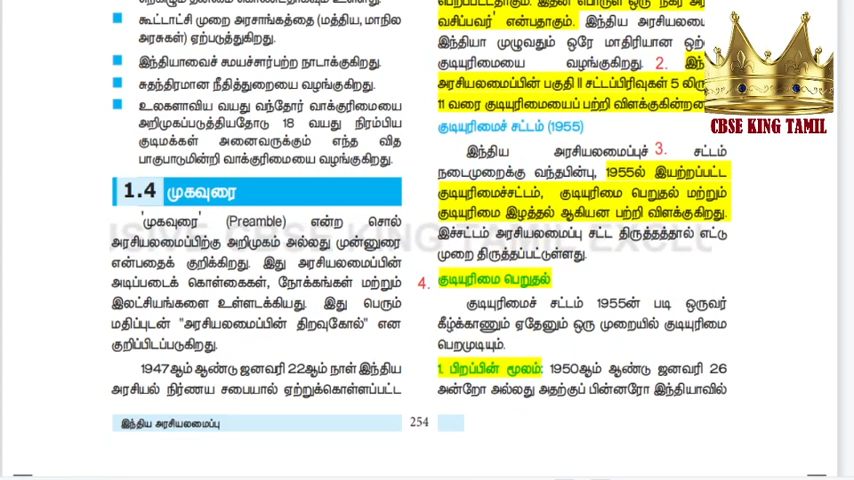 கூட்டாட்சி முறை அரசாங்கத்தை (மத்திய, மாநில
அரசுகள்) ஏற்படுத்துகிறது.
இந்தியாவைச் சமயச்சார்பற்ற நாடாக்குகிறது.
சுதந்திரமான நீதித்துறையை வழங்குகிறது.
உலகளாவிய வயது வந்தோர் வாக்குரிமையை
அறிமுகப்படுத்தியதோடு 18 வயது நிரம்பிய
குடிமக்கள் அனைவருக்கும் எந்த வித
பாகுபாடுமின்றி வாக்குரிமையை வழங்குகிறது.
1.4 முகவுரை
'முகவுரை' (Preamble) என்ற சொல்
அரசியலமைப்பிற்கு அறிமுகம் அல்லது முன்னுரை
என்பதைக் குறிக்கிறது. இது அரசியலமைப்பின்
அடிப்படைக் கொள்கைகள், நோக்கங்கள் மற்றும்
இலட்சியங்களை உள்ளடக்கியது. இது பெரும்
மதிப்புடன் "அரசியலமைப்பின் திறவுகோல்" என
குறிப்பிடப்படுகிறது.
1947ஆம் ஆண்டு ஜனவரி 22ஆம் நாள் இந்திய
அரசியல் நிர்ணய சபையால் ஏற்றுக்கொள்ளப்பட்ட
வசிப்பவர்' என்பதாகும். இந்திய
இந்தியா முழுவதும் ஒரே மாதிரியான
குடியுரிமையை வழங்குகிறது. 2.
அரசியலமைப்பின் பகுதி II சட்டப்பிரிவுகள் 5
11 வரை குடியுரிமையைப் பற்றி
குடியுரிமைச் சட்டம் (1955)
இந்திய அரசியலமைப்புச் 3. சட்டம்
நடைமுறைக்கு வந்தபின்பு, 1955ல் இயற்றப்பட்ட
குடியுரிமைச்சட்டம், குடியுரிமை பெறுதல் மற்றும்
குடியுரிமை இழத்தல் ஆகியன பற்றி விளக்குகிறது.
இச்சட்டம் அரசியலமைப்பு சட்ட திருத்தத்தால் எட்டு
முறை திருத்தப்பட்டுள்ளது.
4. குடியுரிமை பெறுதல்
குடியுரிமைச் சட்டம் 1955ன் படி ஒருவர்
கீழ்க்காணும் ஏதேனும் ஒரு முறையில் குடியுரிமை
பெறமுடியும்.
1. பிறப்பின் மூலம்: 1950ஆம் ஆண்டு ஜனவரி 26
அன்றோ அல்லது அதற்குப் பின்னரோ இந்தியாவில்
இந்திய அரசியலமைப்பு 254
CBSE KING TAMIL